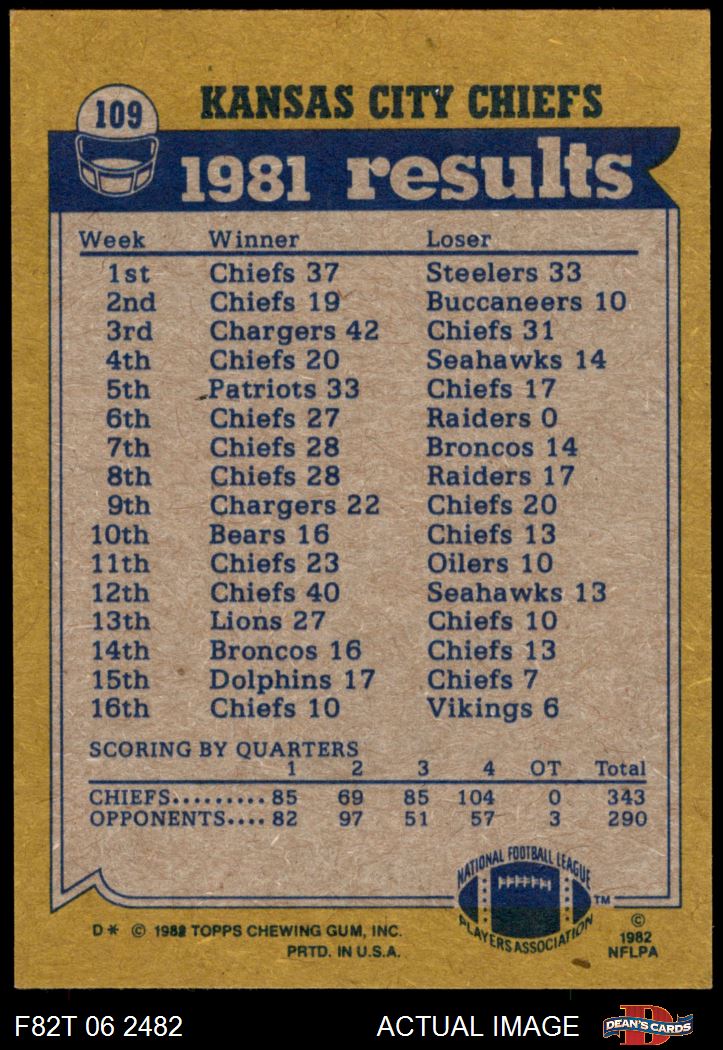 109 KANSAS CITY CHIEFS
1981 results
Week Winner Loser
1st Chiefs 37 Steelers 33
2nd Chiefs 19 Buccaneers 10
3rd Chargers 42 Chiefs 31
4th Chiefs 20 Seahawks 14
5th Patriots 33 Chiefs 17
6th Chiefs 27 Raiders 0
7th Chiefs 28 Broncos 14
8th Chiefs 28 Raiders 17
9th Chargers 22 Chiefs 20
10th Bears 16 Chiefs 13
11th Chiefs 23 Oilers 10
12th Chiefs 40 Seahawks 13
13th Lions 27 Chiefs 10
14th Broncos 16 Chiefs 13
15th Dolphins 17 Chiefs 7
16th Chiefs 10 Vikings 6
SCORING BY QUARTERS
1 2 3 4 OT Total
CHIEFS......... 85 69 85 104 0 343
OPPONENTS.... 82 97 51 57 3 290
NATIONAL FOOTBALL LEAGUE
PLAYERS ASSOCIATION
TM
D* © 1982 TOPPS CHEWING GUM, INC.
PRTD. IN U.S.A.
©
1982
NFLPA
F82T 06 2482 ACTUAL IMAGE
D
DEAN'S CARDS